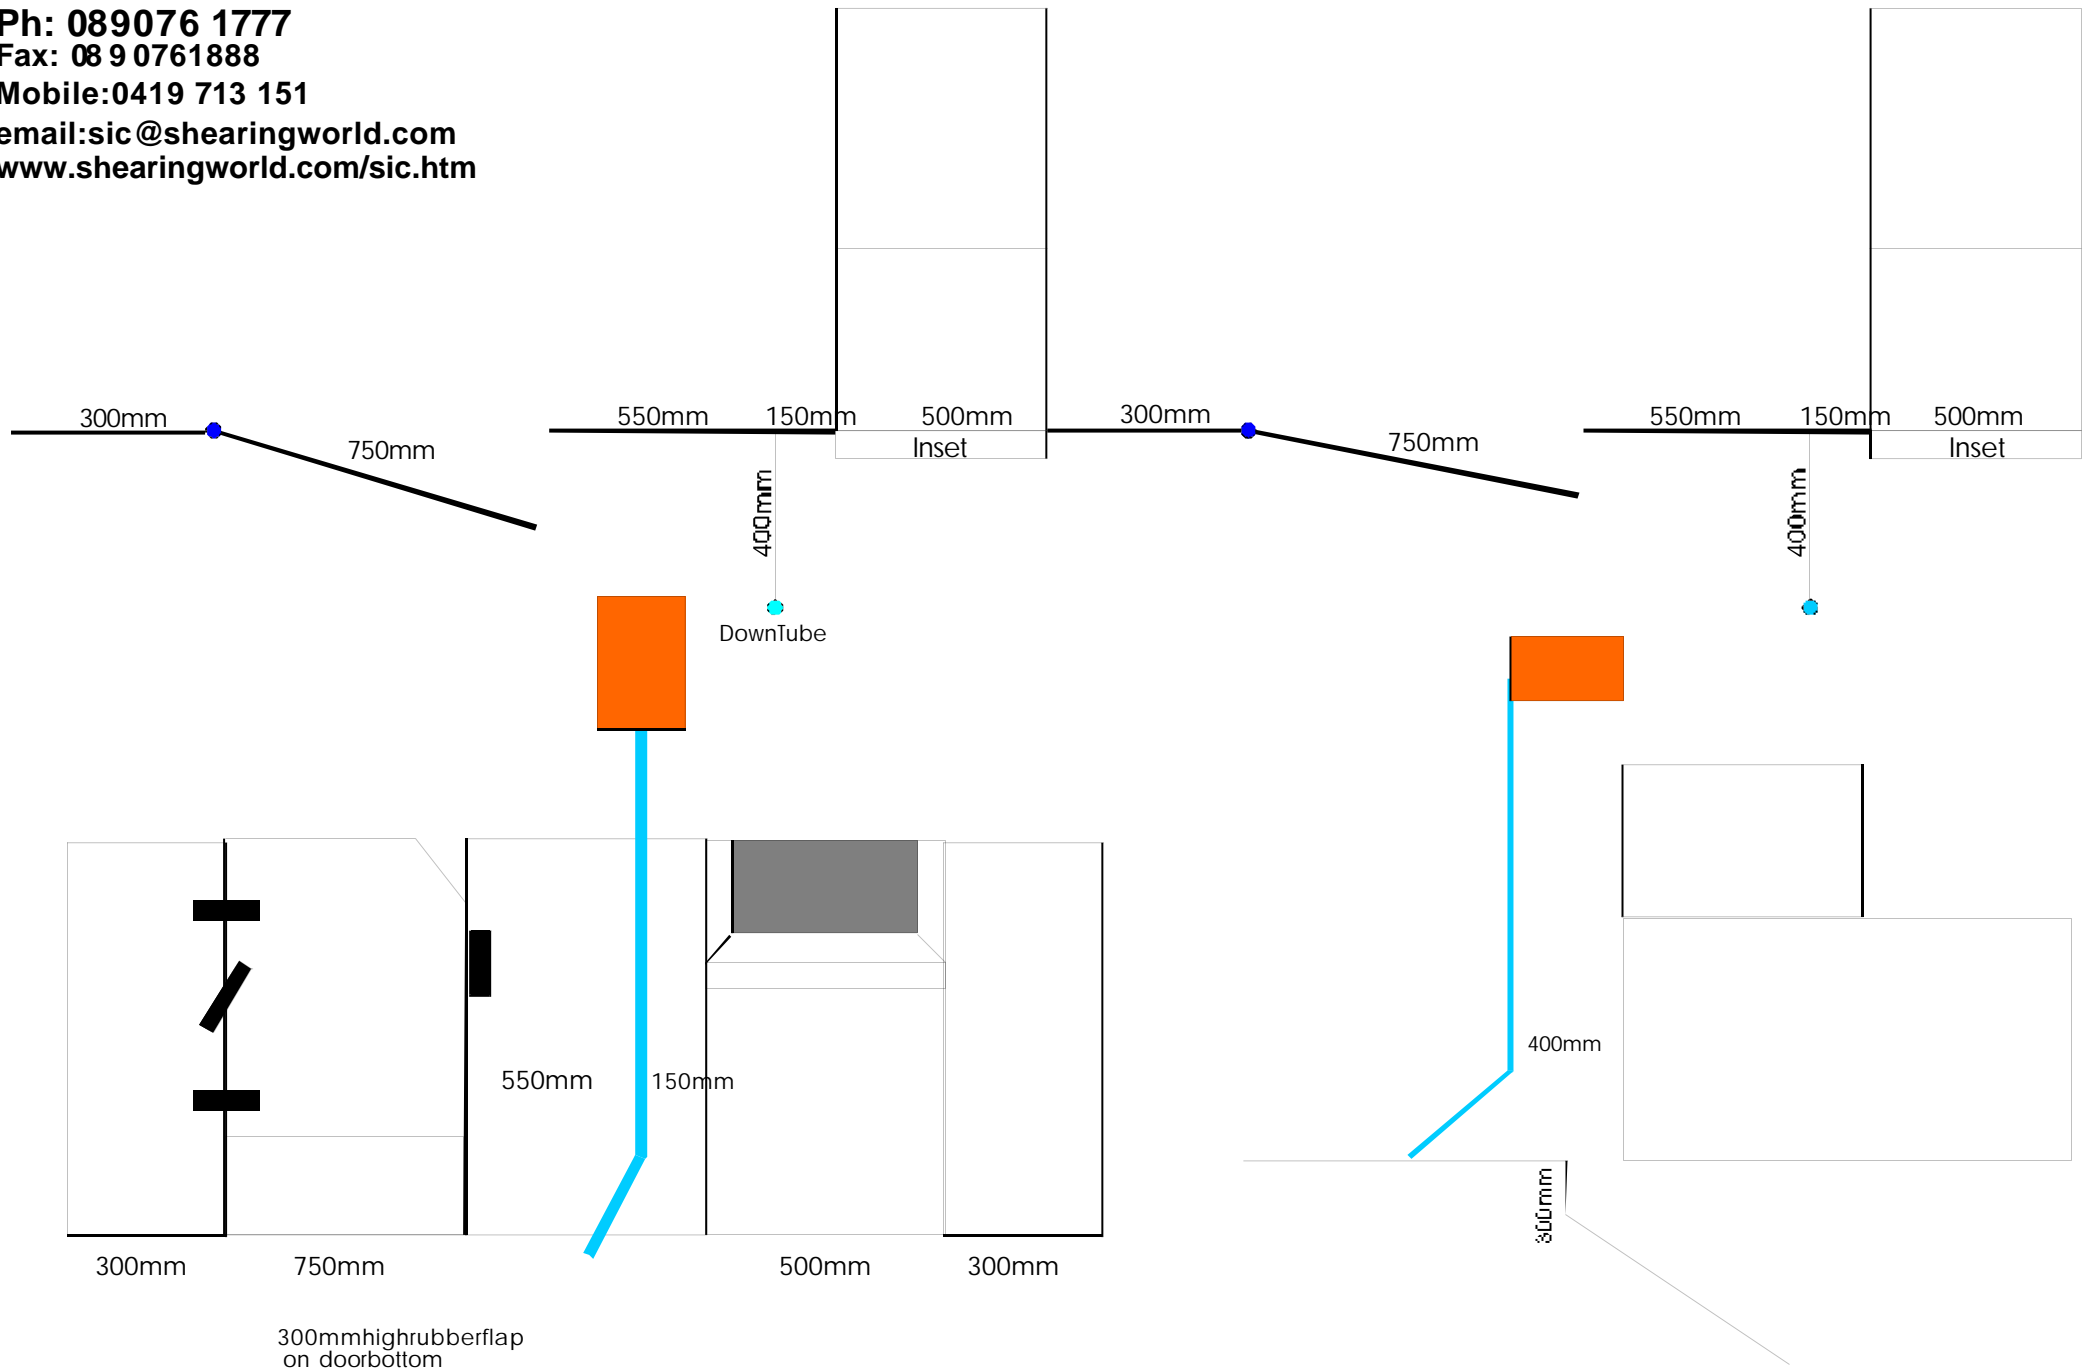 Ph: 089076 1777
Fax: 08 9 0761888
Mobile:0419 713 151
email:sic@shearingworld.com
www.shearingworld.com/sic.htm
300mm
750mm
550mm 150mm 500mm
Inset
300mm
750mm
550mm 150mm 500mm
Inset
400mm
400mm
DownTube
400mm
550mm 150mm
300mm
300mm 750mm 500mm 300mm
300mmhighrubberflap
on doorbottom